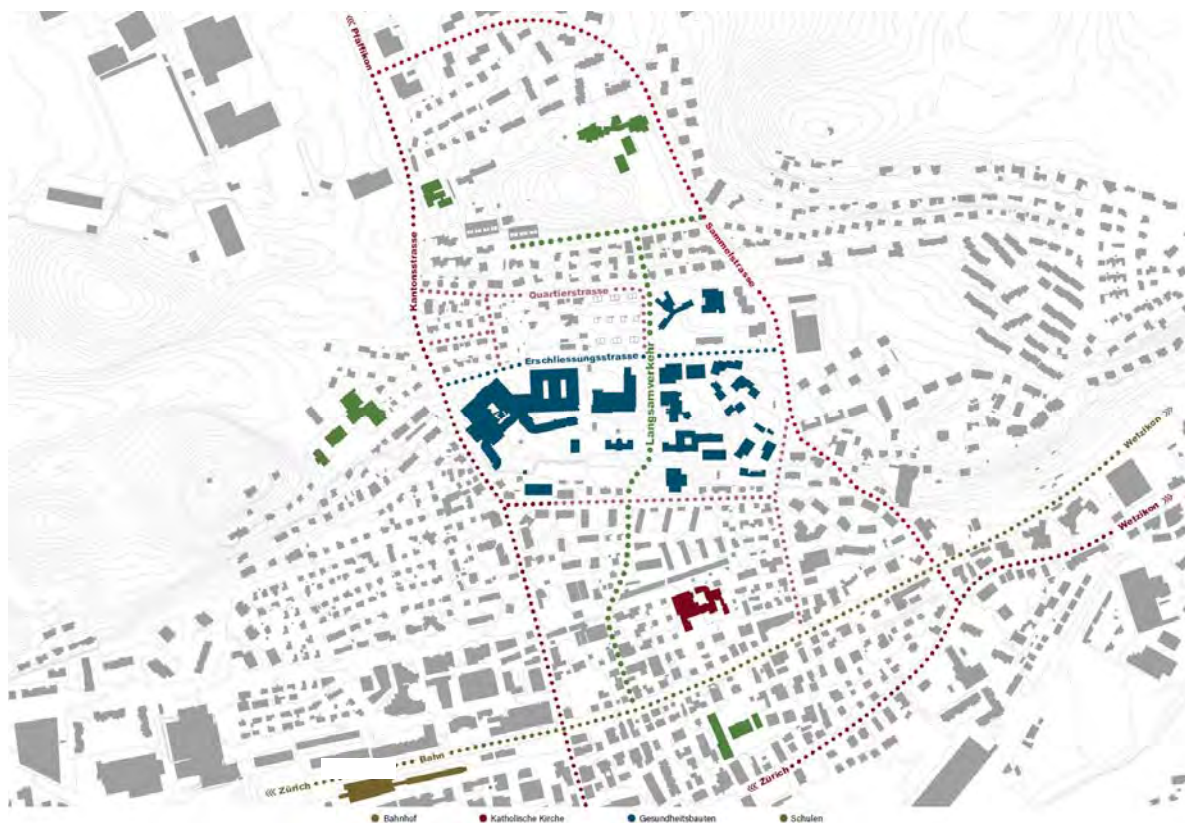 <<< Pfäffikon
Kantonsstrasse
Sammelstrasse
Quartierstrasse
Erschliessungsstrasse
Langsamverkehr
Wetzikon >>>
Wetzikon >>>
Bahn
<<< Zürich
<<< Zürich
Bahnhof
Katholische Kirche
Gesundheitsbauten
Schulen